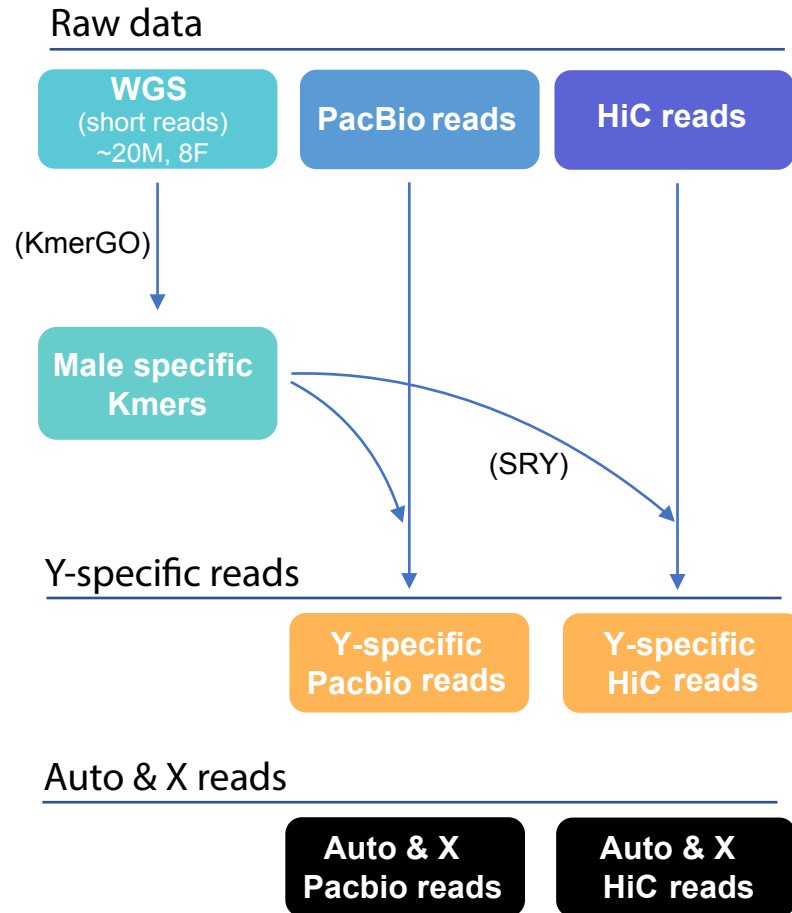 Raw data
WGS
(short reads)
~20M, 8F
PacBio reads
HiC reads
(KmerGO)
Male specific
Kmers
(SRY)
Y-specific reads
Y-specific
Pacbio reads
Y-specific
HiC reads
Auto & X reads
Auto & X
Pacbio reads
Auto & X
HiC reads